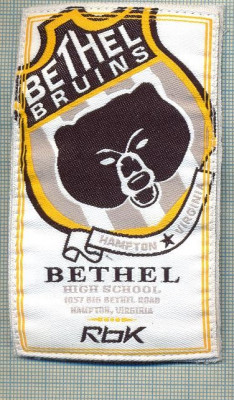 BETHEL
BRUINS
HAMPTON ★ VIRGINIA
BETHEL
HIGH SCHOOL
1067 BIG BETHEL ROAD
HAMPTON, VIRGINIA
RbK